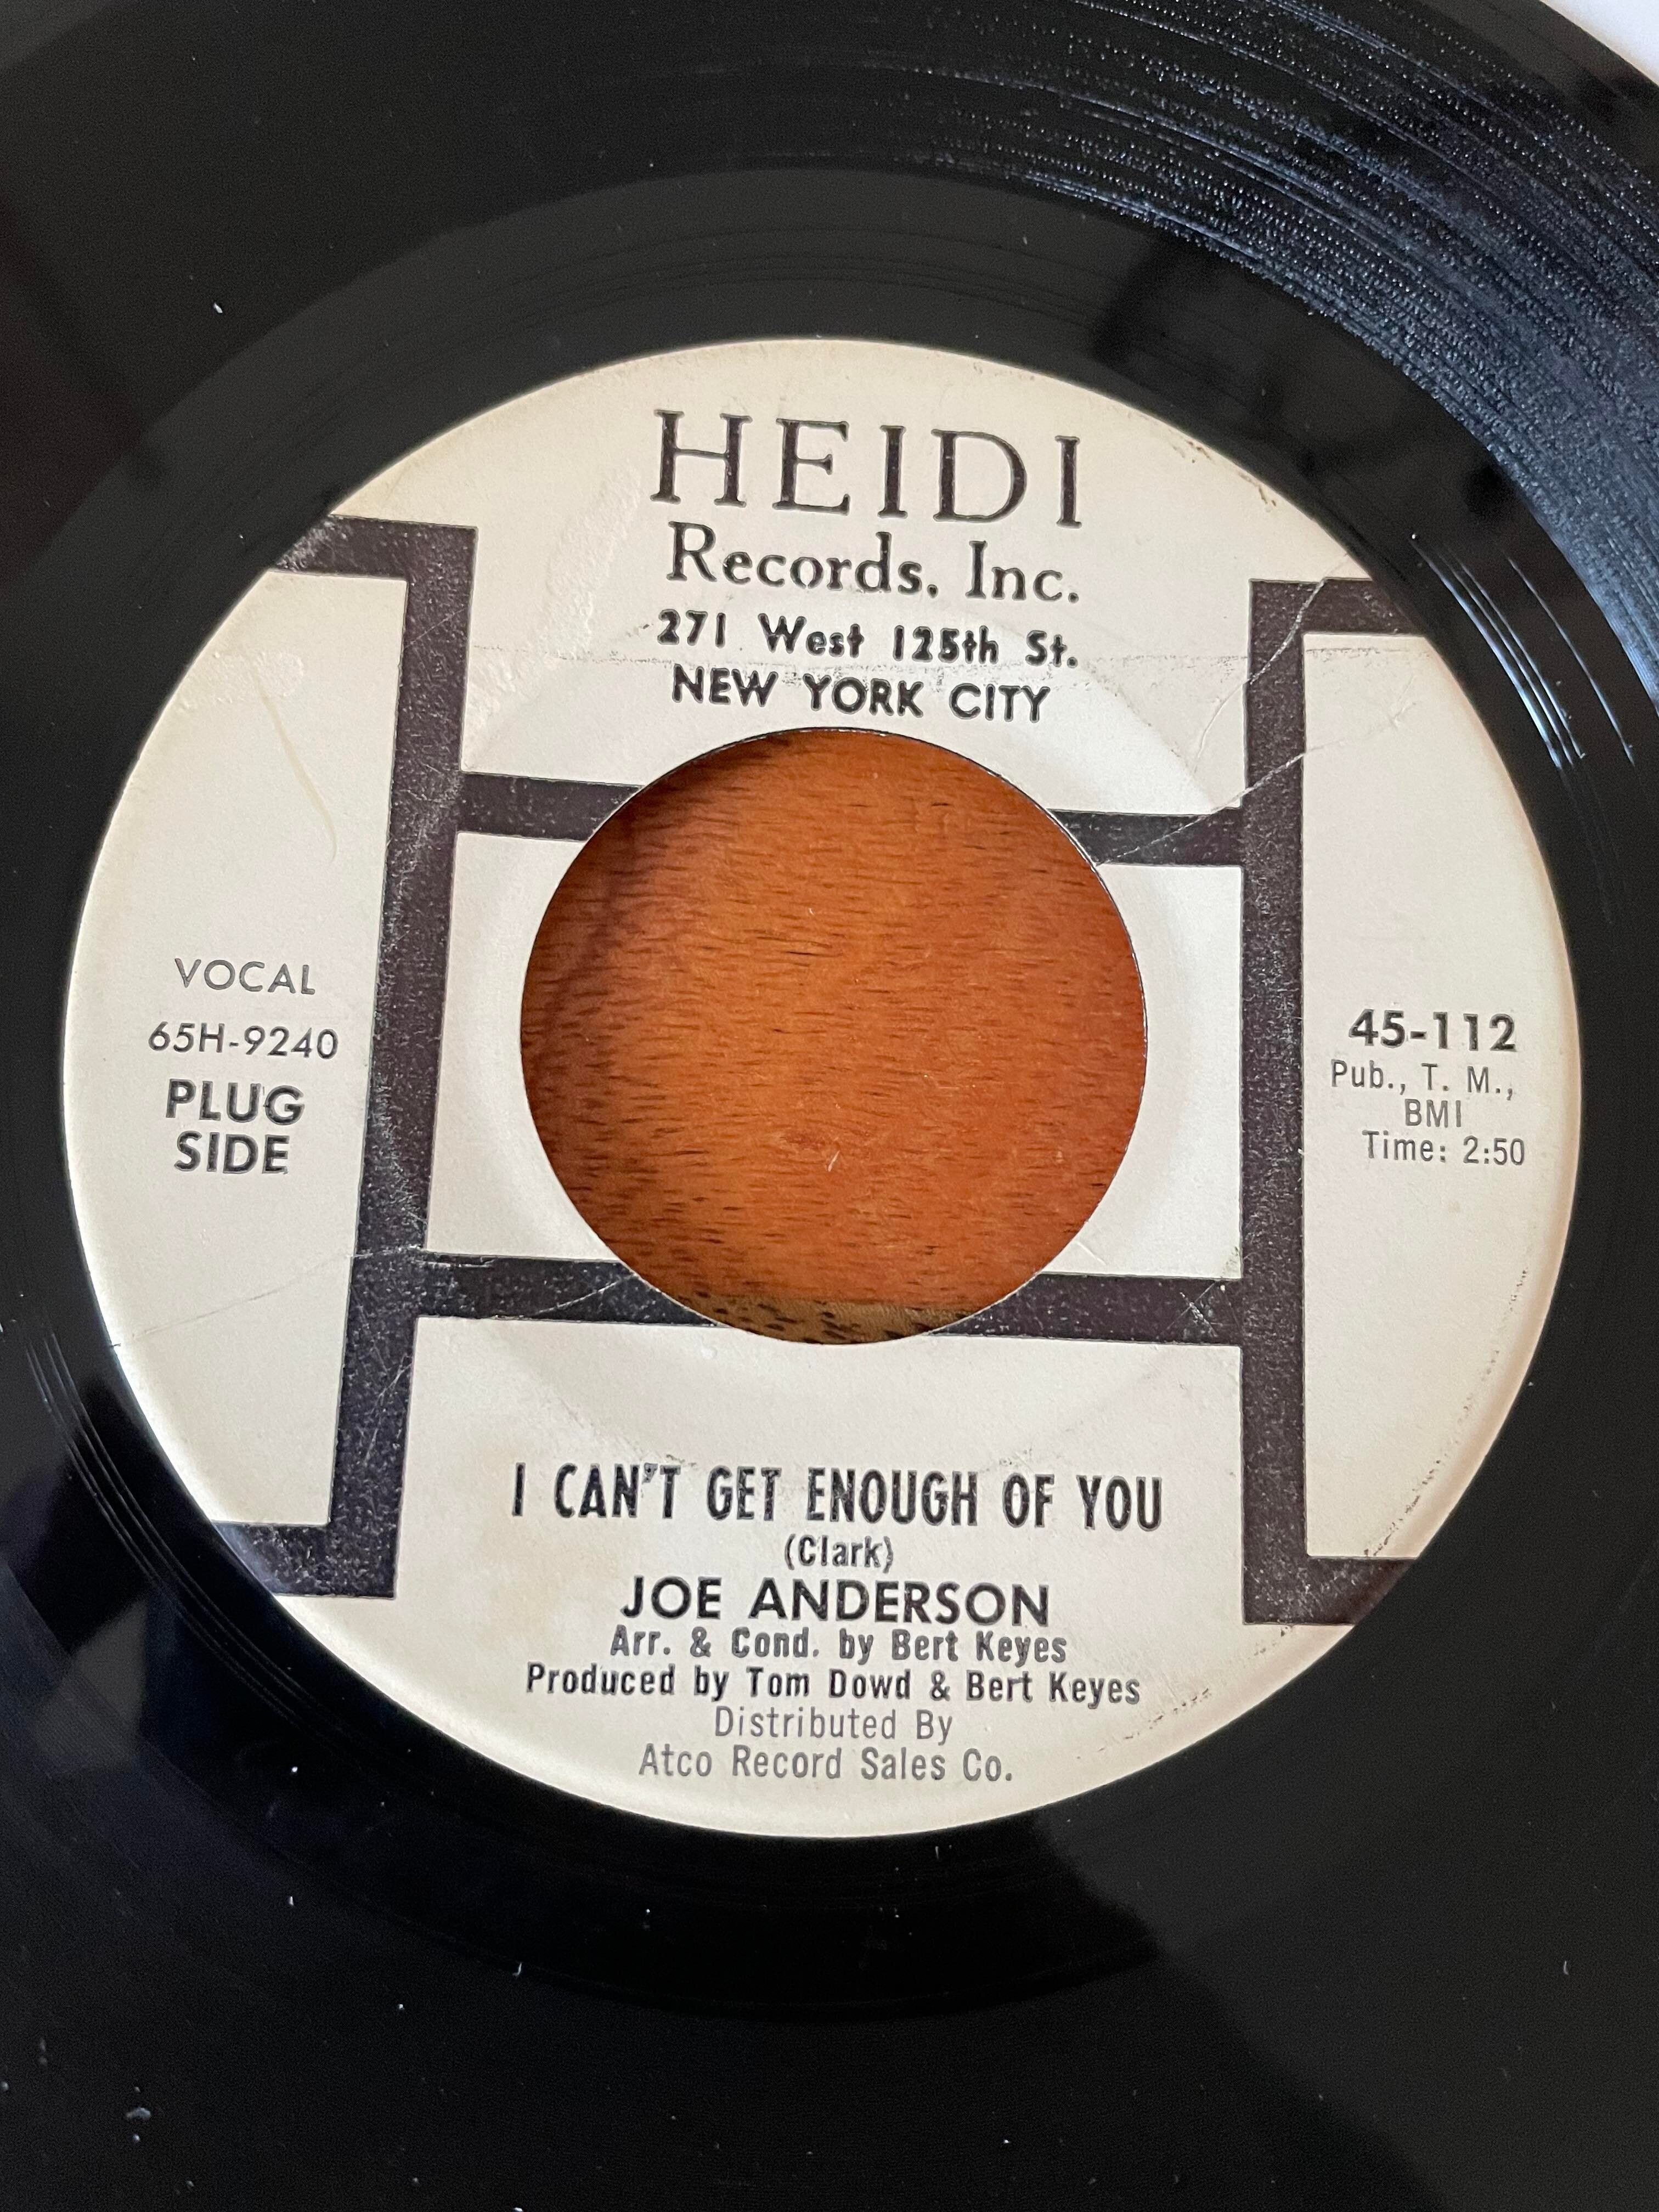 HEIDI
Records, Inc.
271 West 125th St.
NEW YORK CITY
VOCAL
65H-9240
PLUG
SIDE
45-112
Pub., T. M.,
BMI
Time: 2:50
I CAN'T GET ENOUGH OF YOU
(Clark)
JOE ANDERSON
Arr. & Cond. by Bert Keyes
Produced by Tom Dowd & Bert Keyes
Distributed By
Atco Record Sales Co.